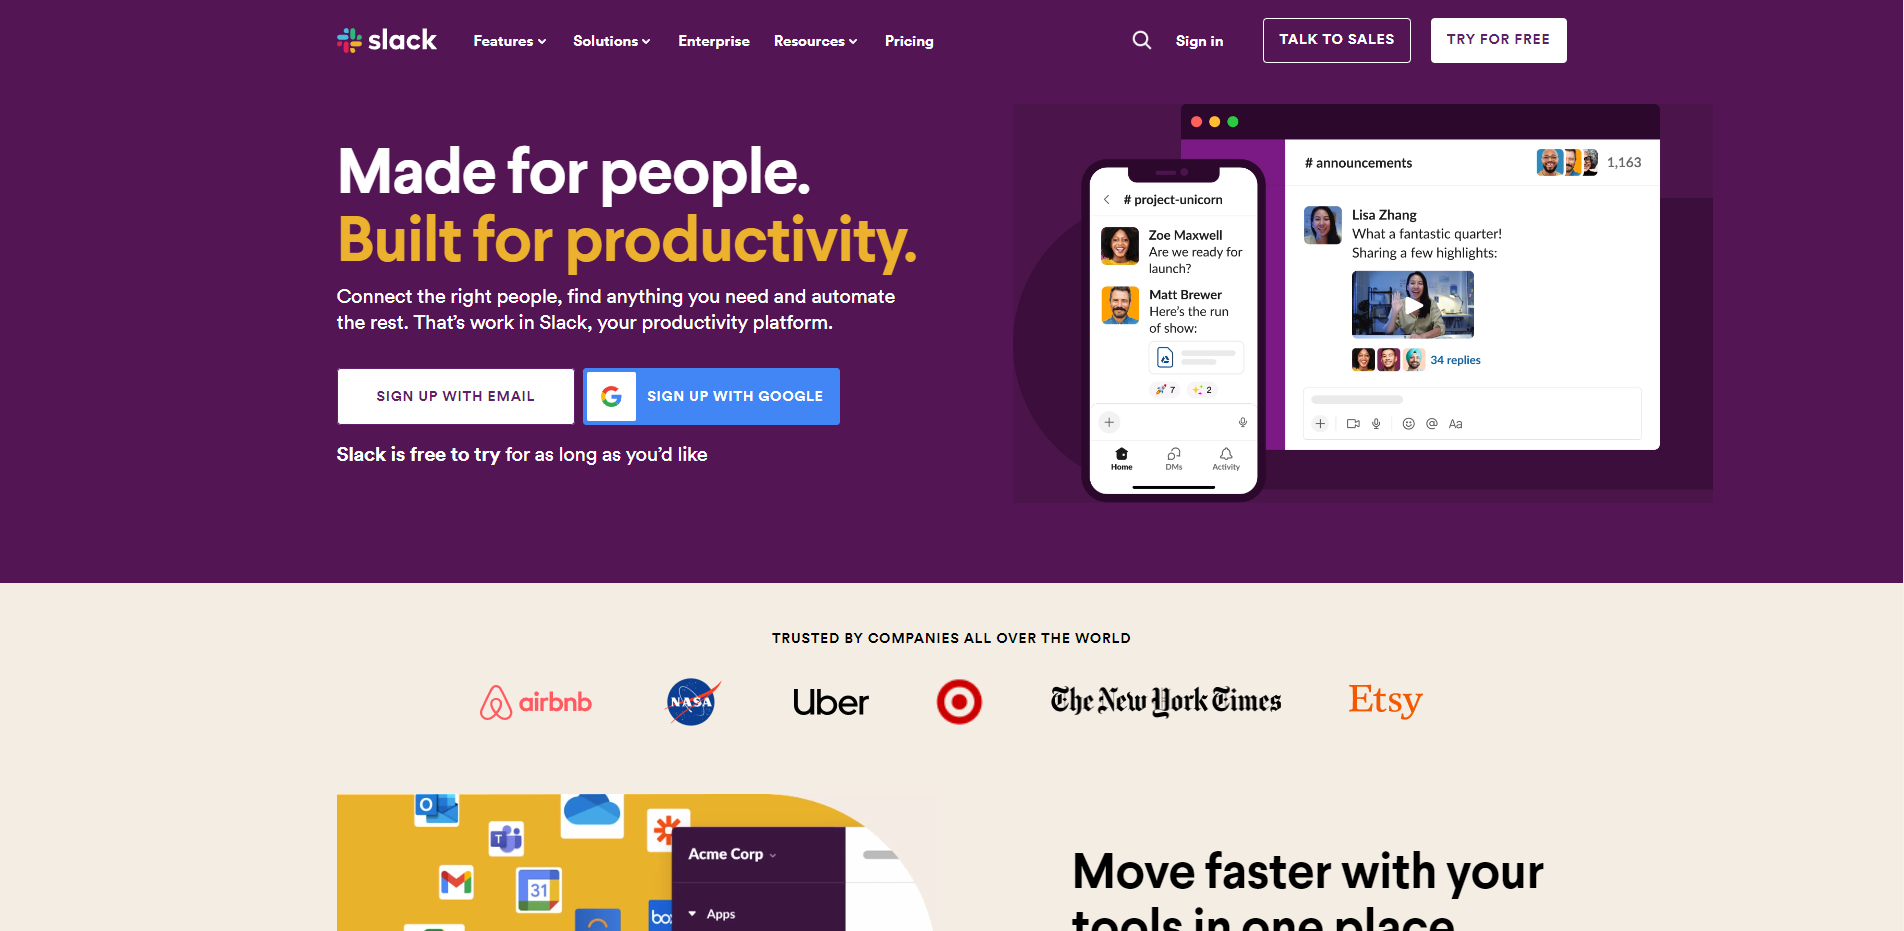 slack
Features
Solutions
Enterprise
Resources
Pricing
Sign in
TALK TO SALES
TRY FOR FREE
Made for people.
Built for productivity.
Connect the right people, find anything you need and automate
the rest. That’s work in Slack, your productivity platform.
SIGN UP WITH EMAIL
G
SIGN UP WITH GOOGLE
Slack is free to try for as long as you’d like
# project-unicorn
Zoe Maxwell
Are we ready for
launch?
Matt Brewer
Here’s the run
of show:
7
2
Home
DMs
Activity
# announcements
1,163
Lisa Zhang
What a fantastic quarter!
Sharing a few highlights:
34 replies
@
Aa
TRUSTED BY COMPANIES ALL OVER THE WORLD
airbnb
NASA
Uber
The New York Times
Etsy
O
T
31
box
Acme Corp
Apps
Move faster with your
tools in one place